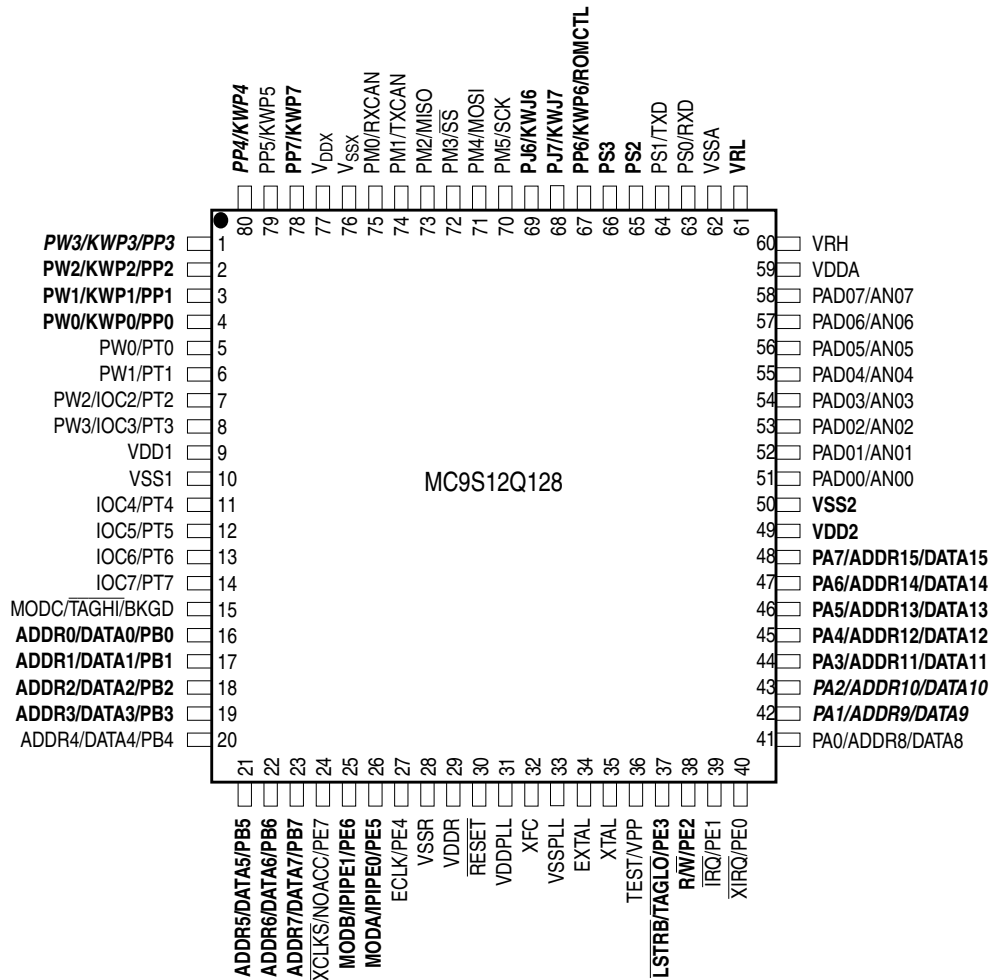 PP4/KWP4
PP5/KWP5
PP7/KWP7
VDDX
VSSX
PM0/RXCAN
PM1/TXCAN
PM2/MISO
PM3/SS
PM4/MOSI
PM5/SCK
PJ6/KWJ6
PJ7/KWJ7
PP6/KWP6/ROMCTL
PS3
PS2
PS1/TXD
PS0/RXD
VSSA
VRL
80
79
78
77
76
75
74
73
72
71
70
69
68
67
66
65
64
63
62
61
PW3/KWP3/PP3 1
PW2/KWP2/PP2 2
PW1/KWP1/PP1 3
PW0/KWP0/PP0 4
PW0/PT0 5
PW1/PT1 6
PW2/IOC2/PT2 7
PW3/IOC3/PT3 8
VDD1 9
VSS1 10
IOC4/PT4 11
IOC5/PT5 12
IOC6/PT6 13
IOC7/PT7 14
MODC/TAGHI/BKGD 15
ADDR0/DATA0/PB0 16
ADDR1/DATA1/PB1 17
ADDR2/DATA2/PB2 18
ADDR3/DATA3/PB3 19
ADDR4/DATA4/PB4 20
MC9S12Q128
60 VRH
59 VDDA
58 PAD07/AN07
57 PAD06/AN06
56 PAD05/AN05
55 PAD04/AN04
54 PAD03/AN03
53 PAD02/AN02
52 PAD01/AN01
51 PAD00/AN00
50 VSS2
49 VDD2
48 PA7/ADDR15/DATA15
47 PA6/ADDR14/DATA14
46 PA5/ADDR13/DATA13
45 PA4/ADDR12/DATA12
44 PA3/ADDR11/DATA11
43 PA2/ADDR10/DATA10
42 PA1/ADDR9/DATA9
41 PA0/ADDR8/DATA8
21
22
23
24
25
26
27
28
29
30
31
32
33
34
35
36
37
38
39
40
ADDR5/DATA5/PB5
ADDR6/DATA6/PB6
ADDR7/DATA7/PB7
XCLKS/NOACC/PE7
MODB/IPIPE1/PE6
MODA/IPIPE0/PE5
ECLK/PE4
VSSR
VDDR
RESET
VDDPLL
XFC
VSSPLL
EXTAL
XTAL
TEST/VPP
LSTRB/TAGLO/PE3
R/W/PE2
IRQ/PE1
XIRQ/PE0